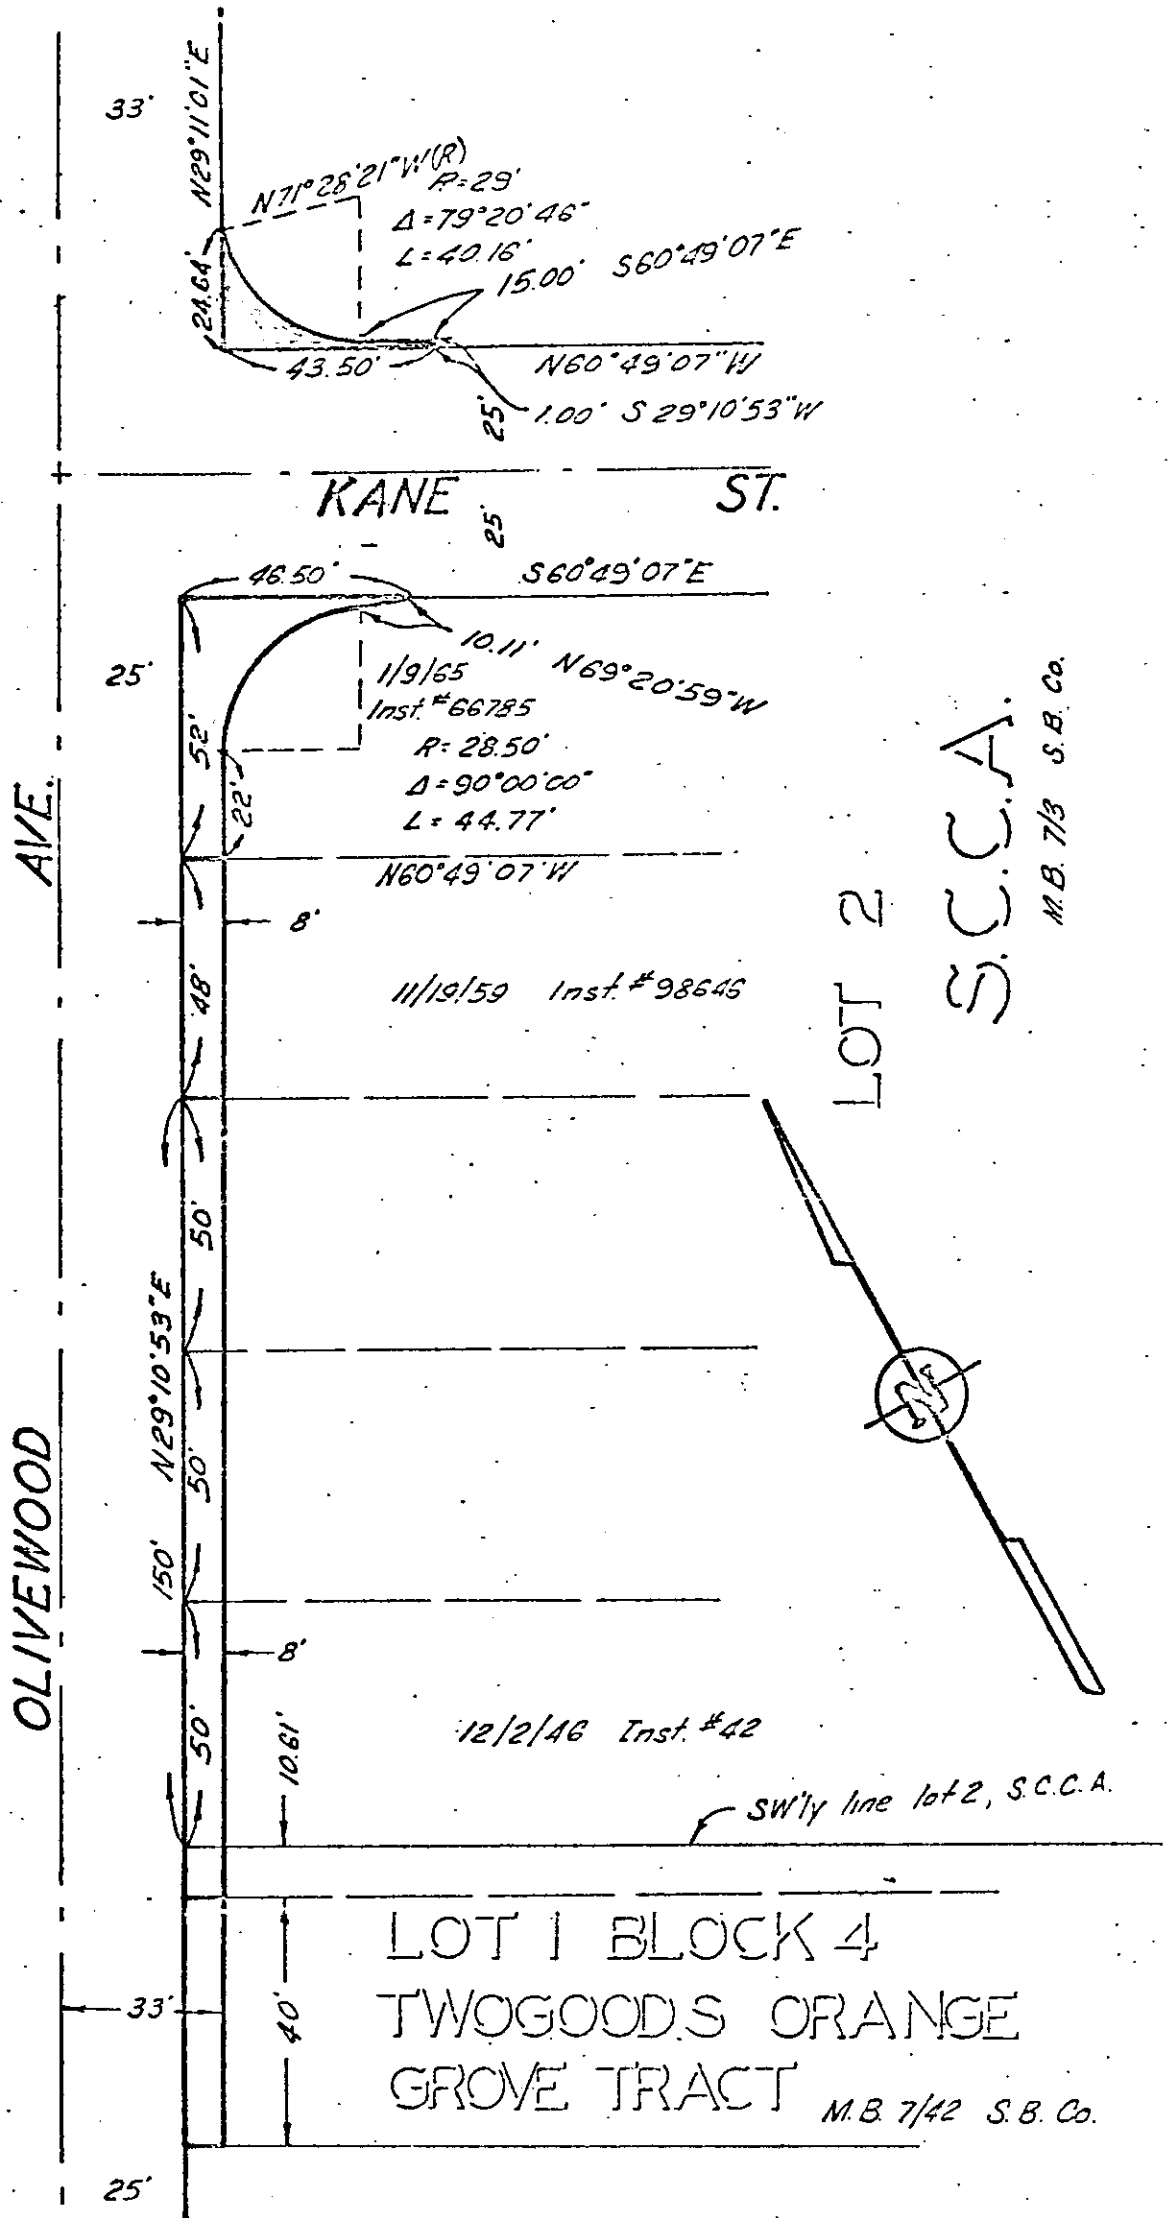 33'
N29°11'01"E
N71°28'21"W(R)
R=29'
Δ=79°20'46"
L=40.16'
24.64'
15.00' S60°49'07"E
43.50'
N60°49'07"W
1.00' S29°10'53"W
25'
KANE ST.
25'
46.50'
S60°49'07"E
10.11' N69°20'59"W
25'
1/9/65
Inst. #66785
R=28.50'
Δ=90°00'00"
L=44.77'
52'
22'
N60°49'07"W
8'
OLIVEWOOD AVE.
LOT 2
S.C.C.A.
M.B. 7/3 S.B. Co.
11/19/59 Inst. #98646
48'
50'
N29°10'53"E
150'
50'
N
8'
50'
12/2/46 Inst. #42
10.61'
SW'ly line lot 2, S.C.C.A.
LOT 1 BLOCK 4
TWOGOODS ORANGE
GROVE TRACT
M.B. 7/42 S.B. Co.
33'
40'
25'